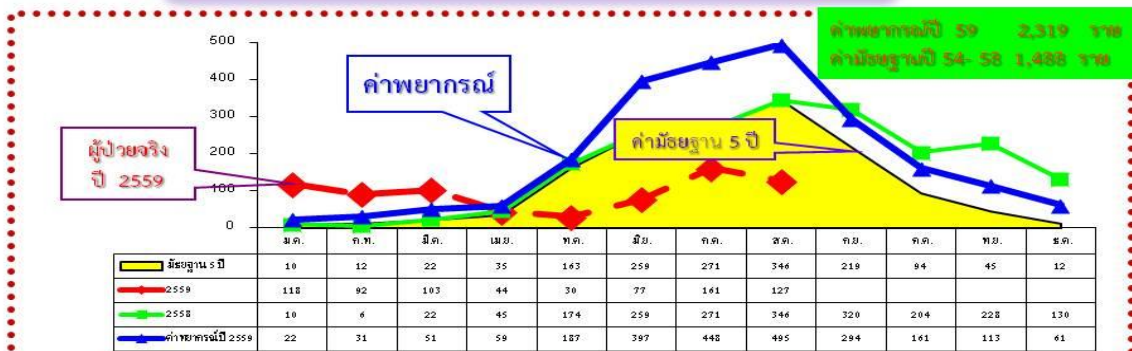 ค่าพยากรณ์ปี 59 2,319 ราย
ค่ามัธยฐานปี 54- 58 1,488 ราย
ค่าพยากรณ์
ผู้ป่วยจริง
ปี 2559
ค่ามัธยฐาน 5 ปี
500
400
300
200
100
0
ม.ค. ก.พ. มี.ค. เม.ย. พ.ค. มิ.ย. ก.ค. ส.ค. ก.ย. ต.ค. พ.ย. ธ.ค.
มัธยฐาน 5 ปี 10 12 22 35 163 259 271 346 219 94 45 12
2559 118 92 103 44 30 77 161 127
2558 10 6 22 45 174 259 271 346 320 204 228 130
ค่าพยากรณ์ปี 2559 22 31 51 59 187 397 448 495 294 161 113 61